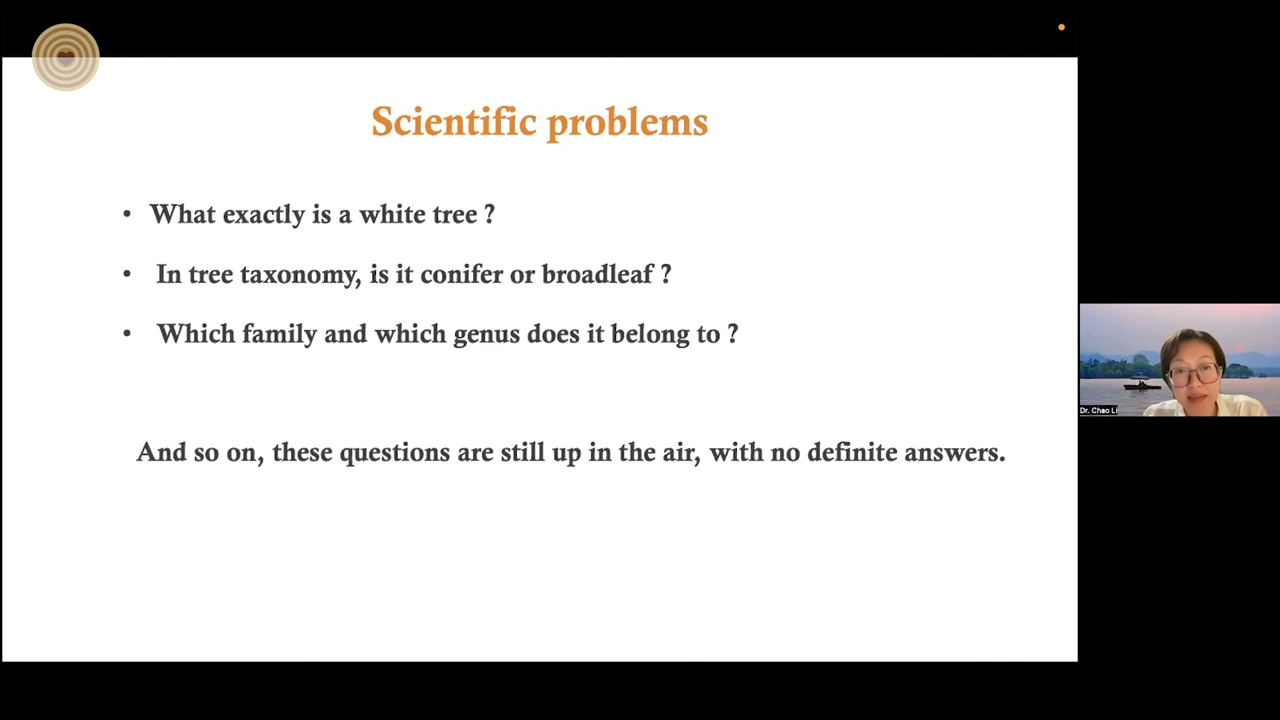 Scientific problems
• What exactly is a white tree ?
• In tree taxonomy, is it conifer or broadleaf ?
• Which family and which genus does it belong to ?
And so on, these questions are still up in the air, with no definite answers.
Dr. Chao Li